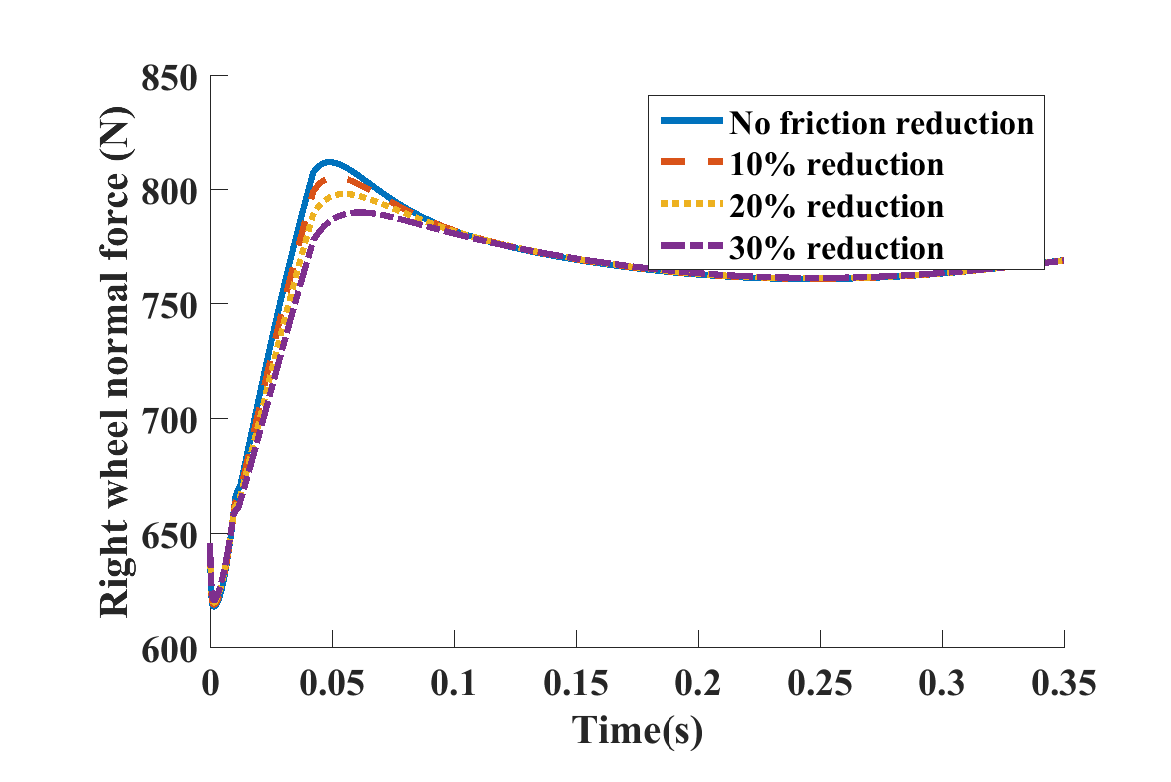 850
800
750
700
650
600
Right wheel normal force (N)
No friction reduction
10% reduction
20% reduction
30% reduction
0
0.05
0.1
0.15
0.2
0.25
0.3
0.35
Time(s)